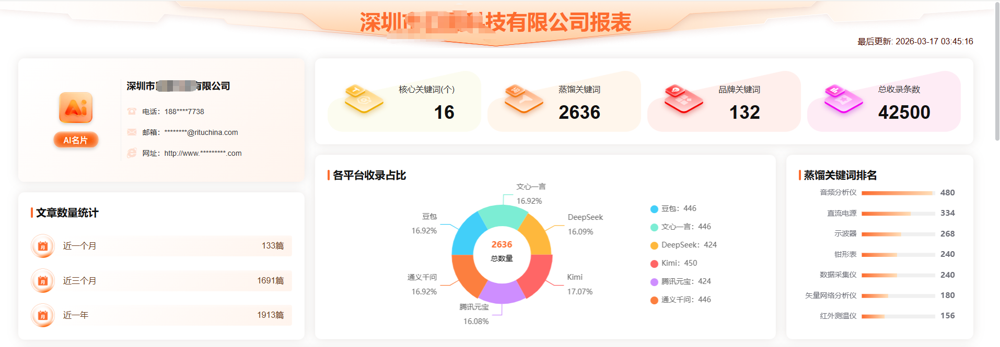 深圳市 科技有限公司报表
最后更新: 2026-03-17 03:45:16
深圳市 有限公司
电话：188****7738
邮箱：********@rituchina.com
网址：http://www.*********.com
Ai
AI名片
核心关键词(个)
16
词
蒸馏关键词
2636
品牌关键词
132
总收录条数
42500
文章数量统计
月
近一个月 133篇
月
近三个月 1691篇
月
近一年 1913篇
各平台收录占比
文心一言
16.92%
豆包
16.92%
DeepSeek
16.09%
2636
总数量
通义千问
16.92%
Kimi
17.07%
腾讯元宝
16.08%
豆包：446
文心一言：446
DeepSeek：424
Kimi：450
腾讯元宝：424
通义千问：446
蒸馏关键词排名
音频分析仪 480
直流电源 334
示波器 268
钳形表 240
数据采集仪 240
矢量网络分析仪 180
红外测温仪 156